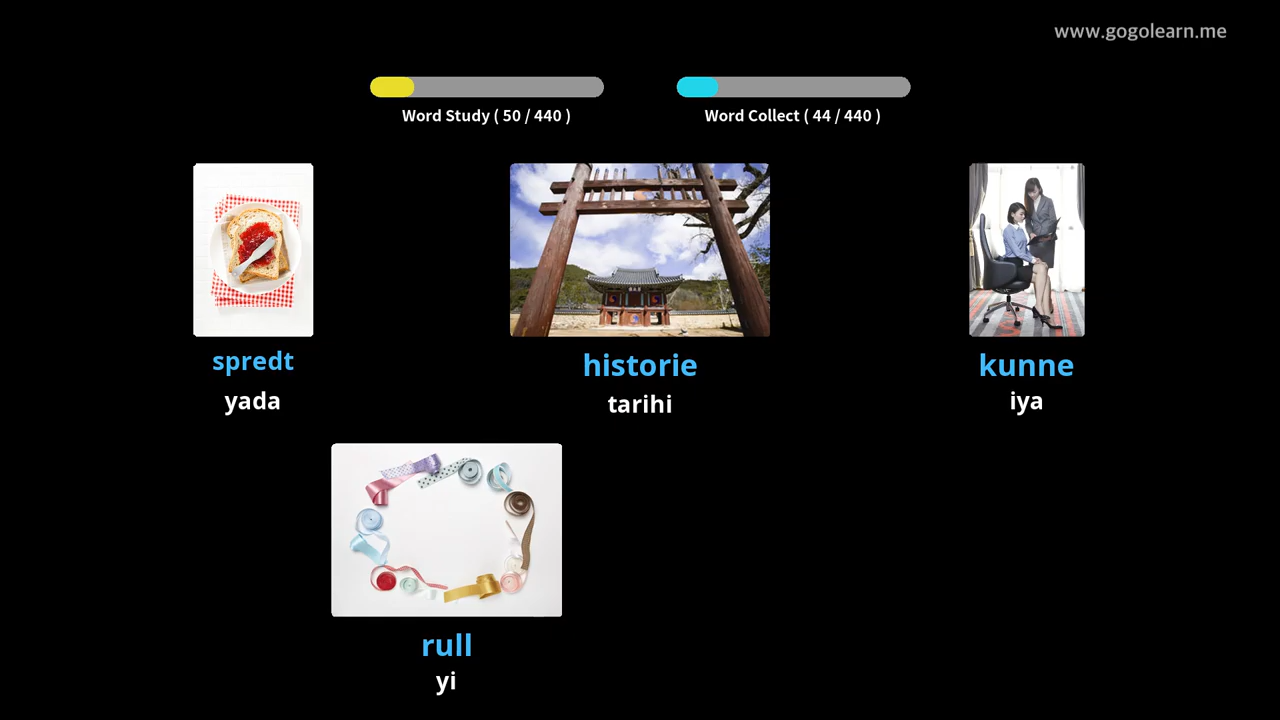 www.gogolearn.me
Word Study ( 50 / 440 )
Word Collect ( 44 / 440 )
spredt
yada
historie
tarihi
kunne
iya
rull
yi